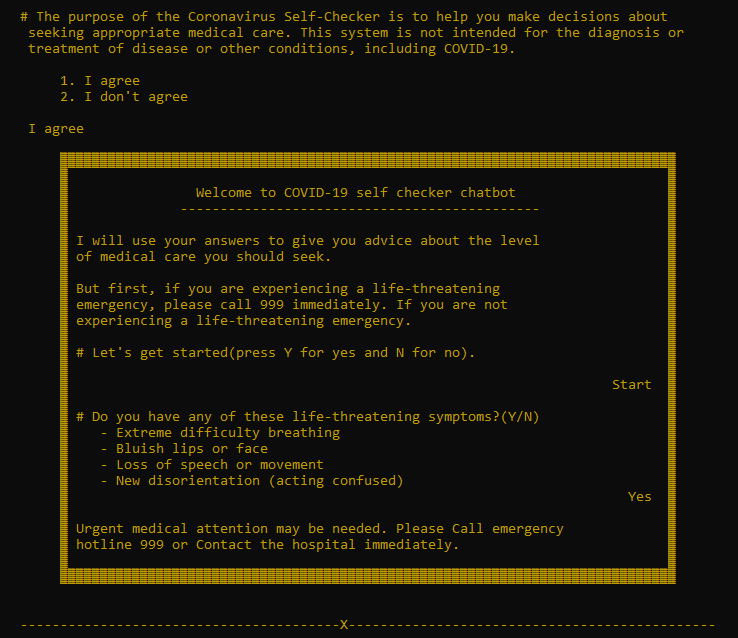 # The purpose of the Coronavirus Self-Checker is to help you make decisions about
seeking appropriate medical care. This system is not intended for the diagnosis or
treatment of disease or other conditions, including COVID-19.
1. I agree
2. I don't agree
I agree
Welcome to COVID-19 self checker chatbot
---------------------------------------------
I will use your answers to give you advice about the level
of medical care you should seek.
But first, if you are experiencing a life-threatening
emergency, please call 999 immediately. If you are not
experiencing a life-threatening emergency.
# Let's get started(press Y for yes and N for no).
Start
# Do you have any of these life-threatening symptoms?(Y/N)
- Extreme difficulty breathing
- Bluish lips or face
- Loss of speech or movement
- New disorientation (acting confused)
Yes
Urgent medical attention may be needed. Please Call emergency
hotline 999 or Contact the hospital immediately.
----------------------------------------X----------------------------------------------